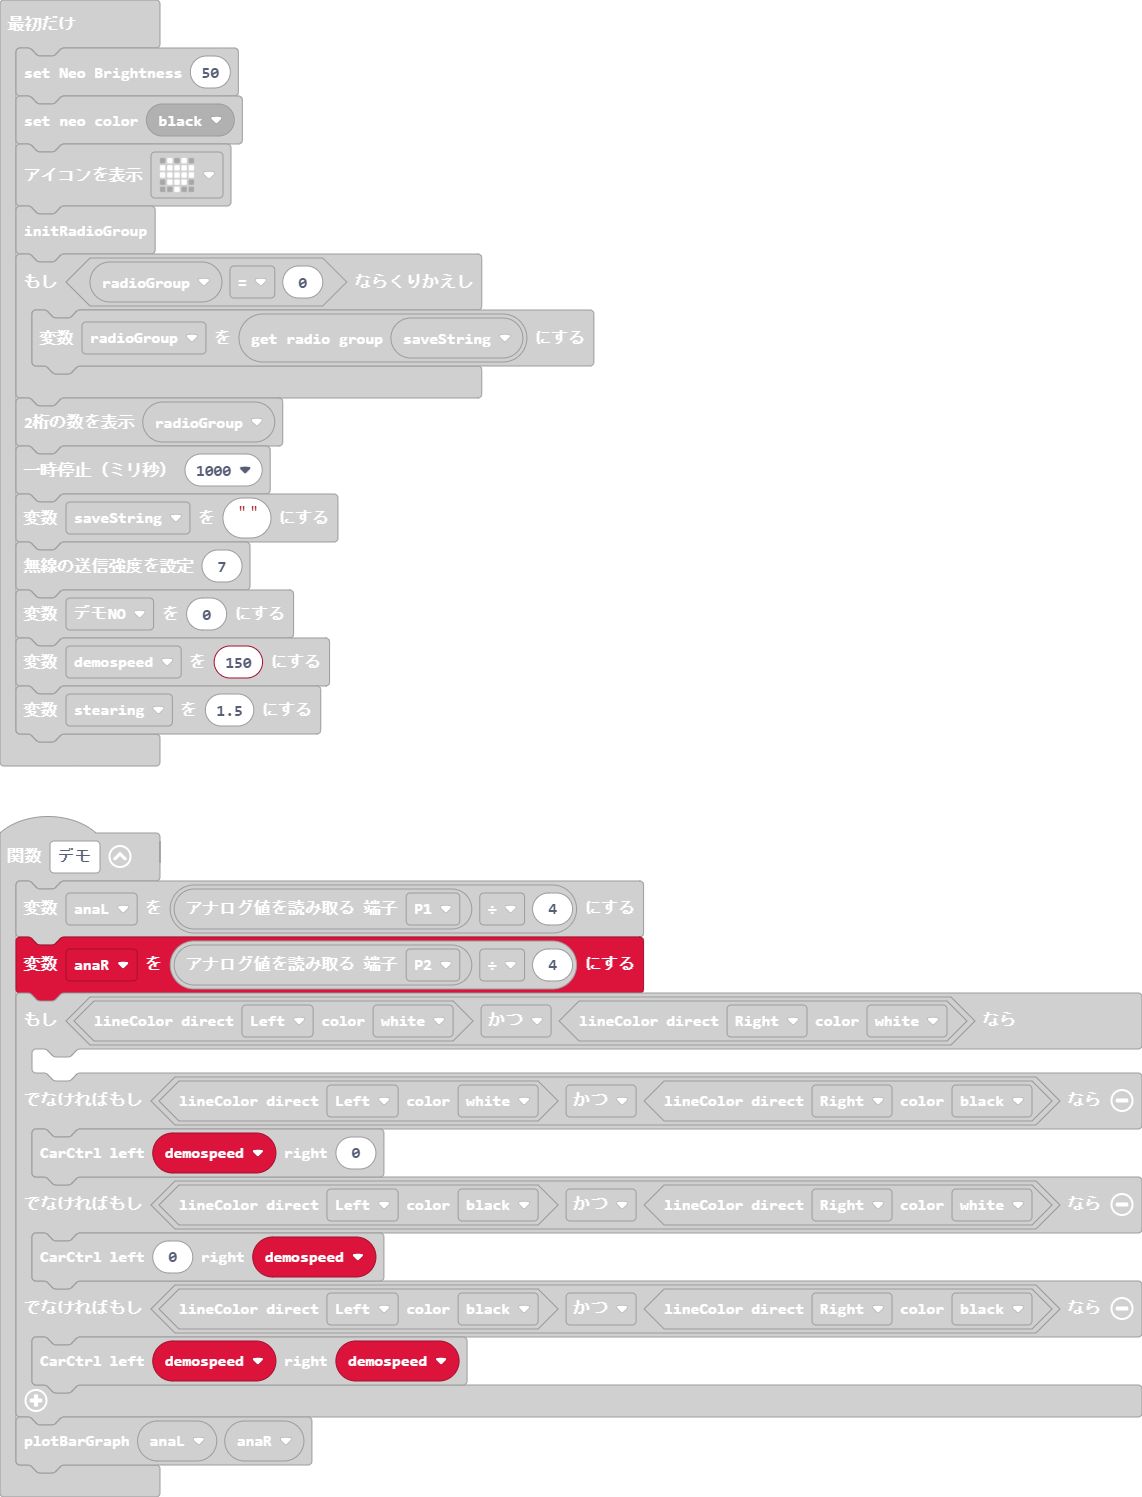 最初だけ
set Neo Brightness 50
set neo color black
アイコンを表示
initRadioGroup
もし radioGroup = 0 ならくりかえし
変数 radioGroup を get radio group saveString にする
2桁の数を表示 radioGroup
一時停止（ミリ秒） 1000
変数 saveString を " " にする
無線の送信強度を設定 7
変数 デモNO を 0 にする
変数 demospeed を 150 にする
変数 stearing を 1.5 にする
関数 デモ
変数 anaL を アナログ値を読み取る 端子 P1 ÷ 4 にする
変数 anaR を アナログ値を読み取る 端子 P2 ÷ 4 にする
もし lineColor direct Left color white かつ lineColor direct Right color white なら
でなければもし lineColor direct Left color white かつ lineColor direct Right color black なら
CarCtrl left demospeed right 0
でなければもし lineColor direct Left color black かつ lineColor direct Right color white なら
CarCtrl left 0 right demospeed
でなければもし lineColor direct Left color black かつ lineColor direct Right color black なら
CarCtrl left demospeed right demospeed
plotBarGraph anaL anaR